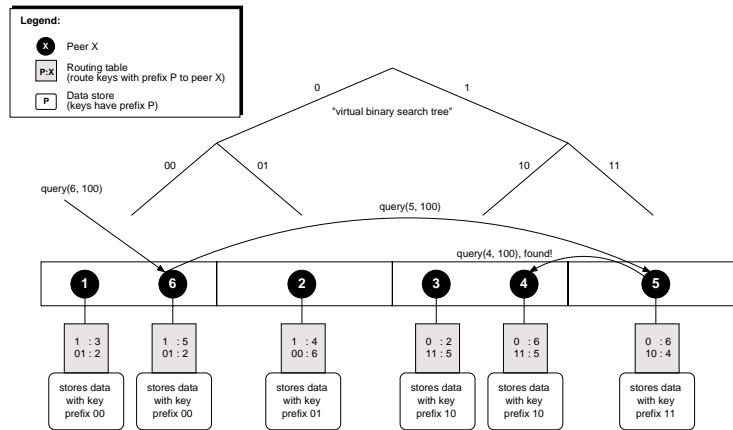 Legend:
X Peer X
P:X Routing table
(route keys with prefix P to peer X)
P Data store
(keys have prefix P)
0 1
"virtual binary search tree"
00 01 10 11
query(6, 100)
query(5, 100)
query(4, 100), found!
1 6 2 3 4 5
1 : 3
01 : 2
1 : 5
01 : 2
1 : 4
00 : 6
0 : 2
11 : 5
0 : 6
11 : 5
0 : 6
10 : 4
stores data
with key
prefix 00
stores data
with key
prefix 00
stores data
with key
prefix 01
stores data
with key
prefix 10
stores data
with key
prefix 10
stores data
with key
prefix 11